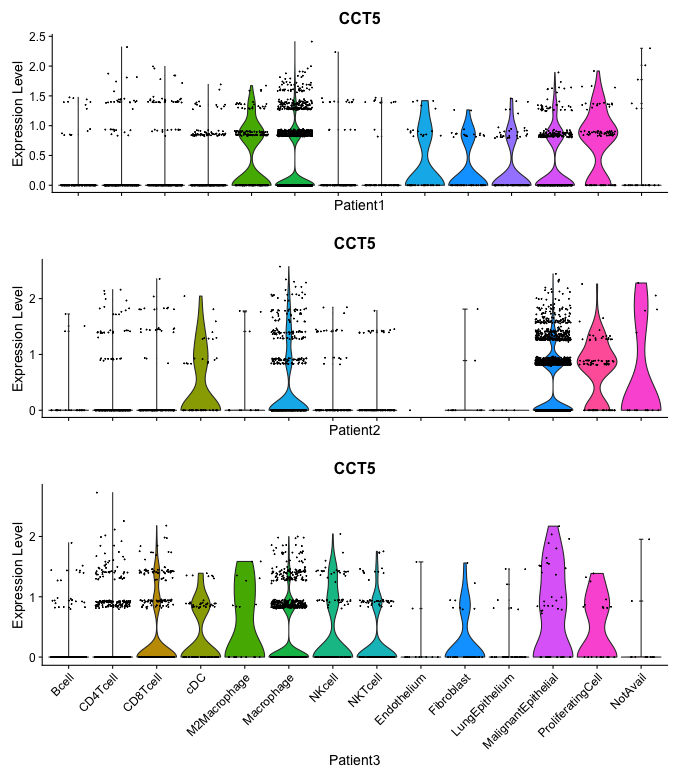 CCT5
Expression Level
2.5
2.0
1.5
1.0
0.5
0.0
Patient1
CCT5
Expression Level
2
1
0
Patient2
CCT5
Expression Level
2
1
0
Bcell
CD4Tcell
CD8Tcell
cDC
M2Macrophage
Macrophage
NKcell
NKTcell
Endothelium
Fibroblast
LungEpithelium
MalignantEpithelial
ProliferatingCell
NotAvail
Patient3